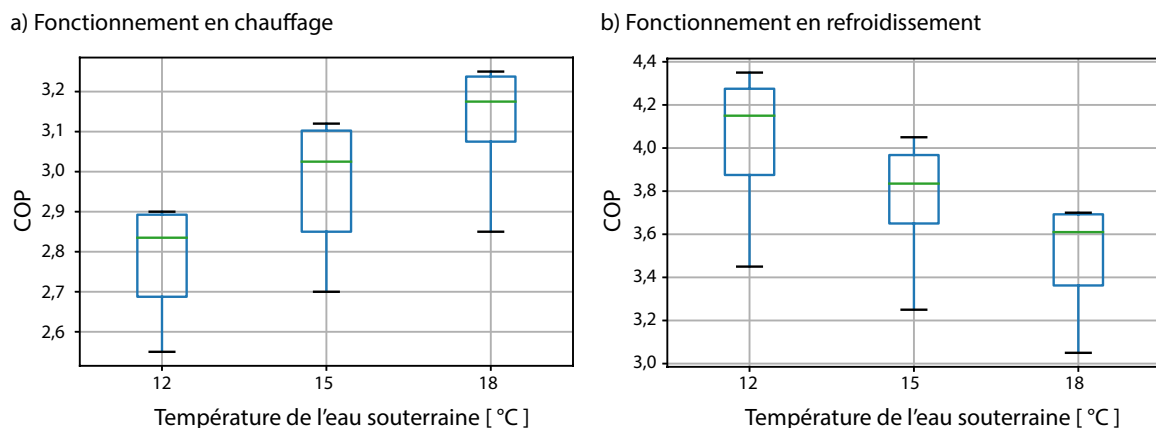 a) Fonctionnement en chauffage
COP
3,2
3,1
3,0
2,9
2,8
2,7
2,6
12 15 18
Température de l'eau souterraine [ °C ]
b) Fonctionnement en refroidissement
COP
4,4
4,2
4,0
3,8
3,6
3,4
3,2
3,0
12 15 18
Température de l'eau souterraine [ °C ]